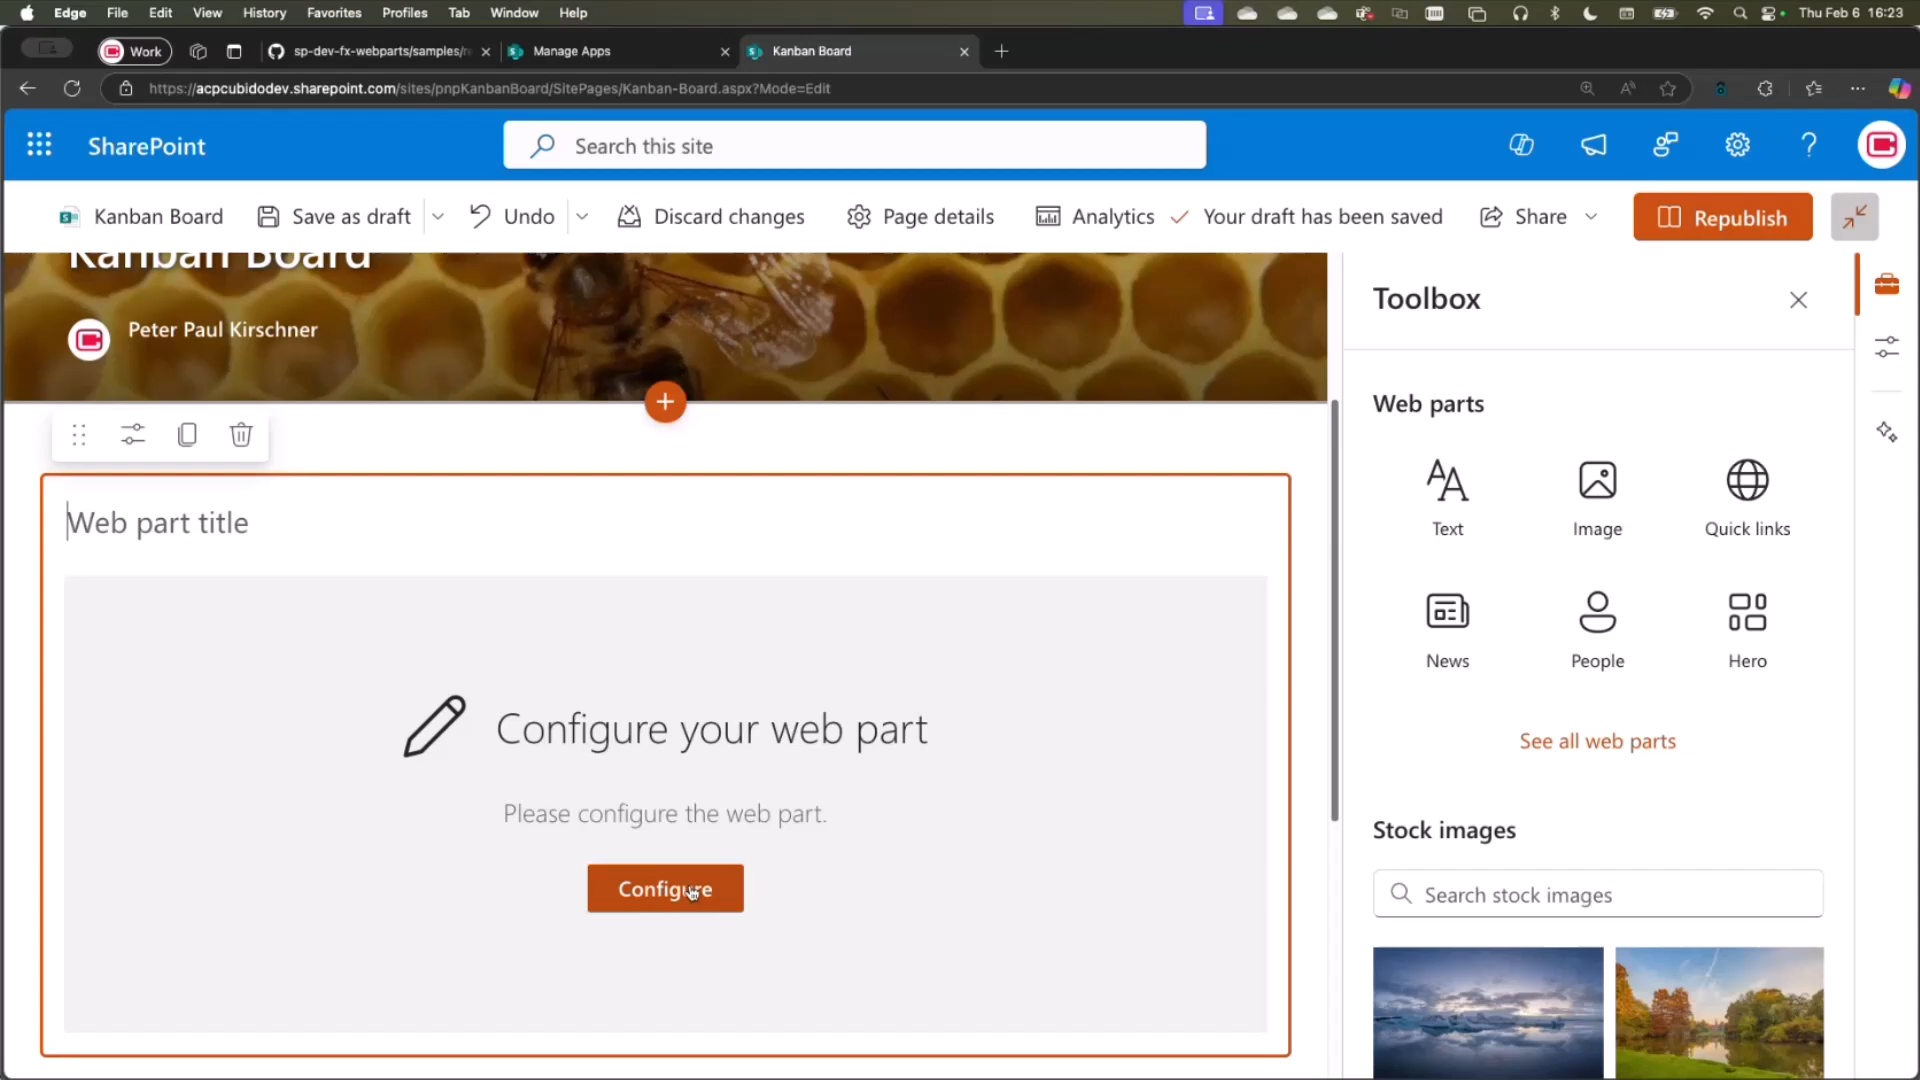 Edge File Edit View History Favorites Profiles Tab Window Help
Thu Feb 6 16:23
Work
sp-dev-fx-webparts/samples/re
Manage Apps
Kanban Board
https://acpcubidodev.sharepoint.com/sites/pnpKanbanBoard/SitePages/Kanban-Board.aspx?Mode=Edit
SharePoint
Search this site
Kanban Board
Save as draft
Undo
Discard changes
Page details
Analytics
Your draft has been saved
Share
Republish
Kanban Board
Peter Paul Kirschner
Web part title
Configure your web part
Please configure the web part.
Configure
Toolbox
Web parts
Text
Image
Quick links
News
People
Hero
See all web parts
Stock images
Search stock images